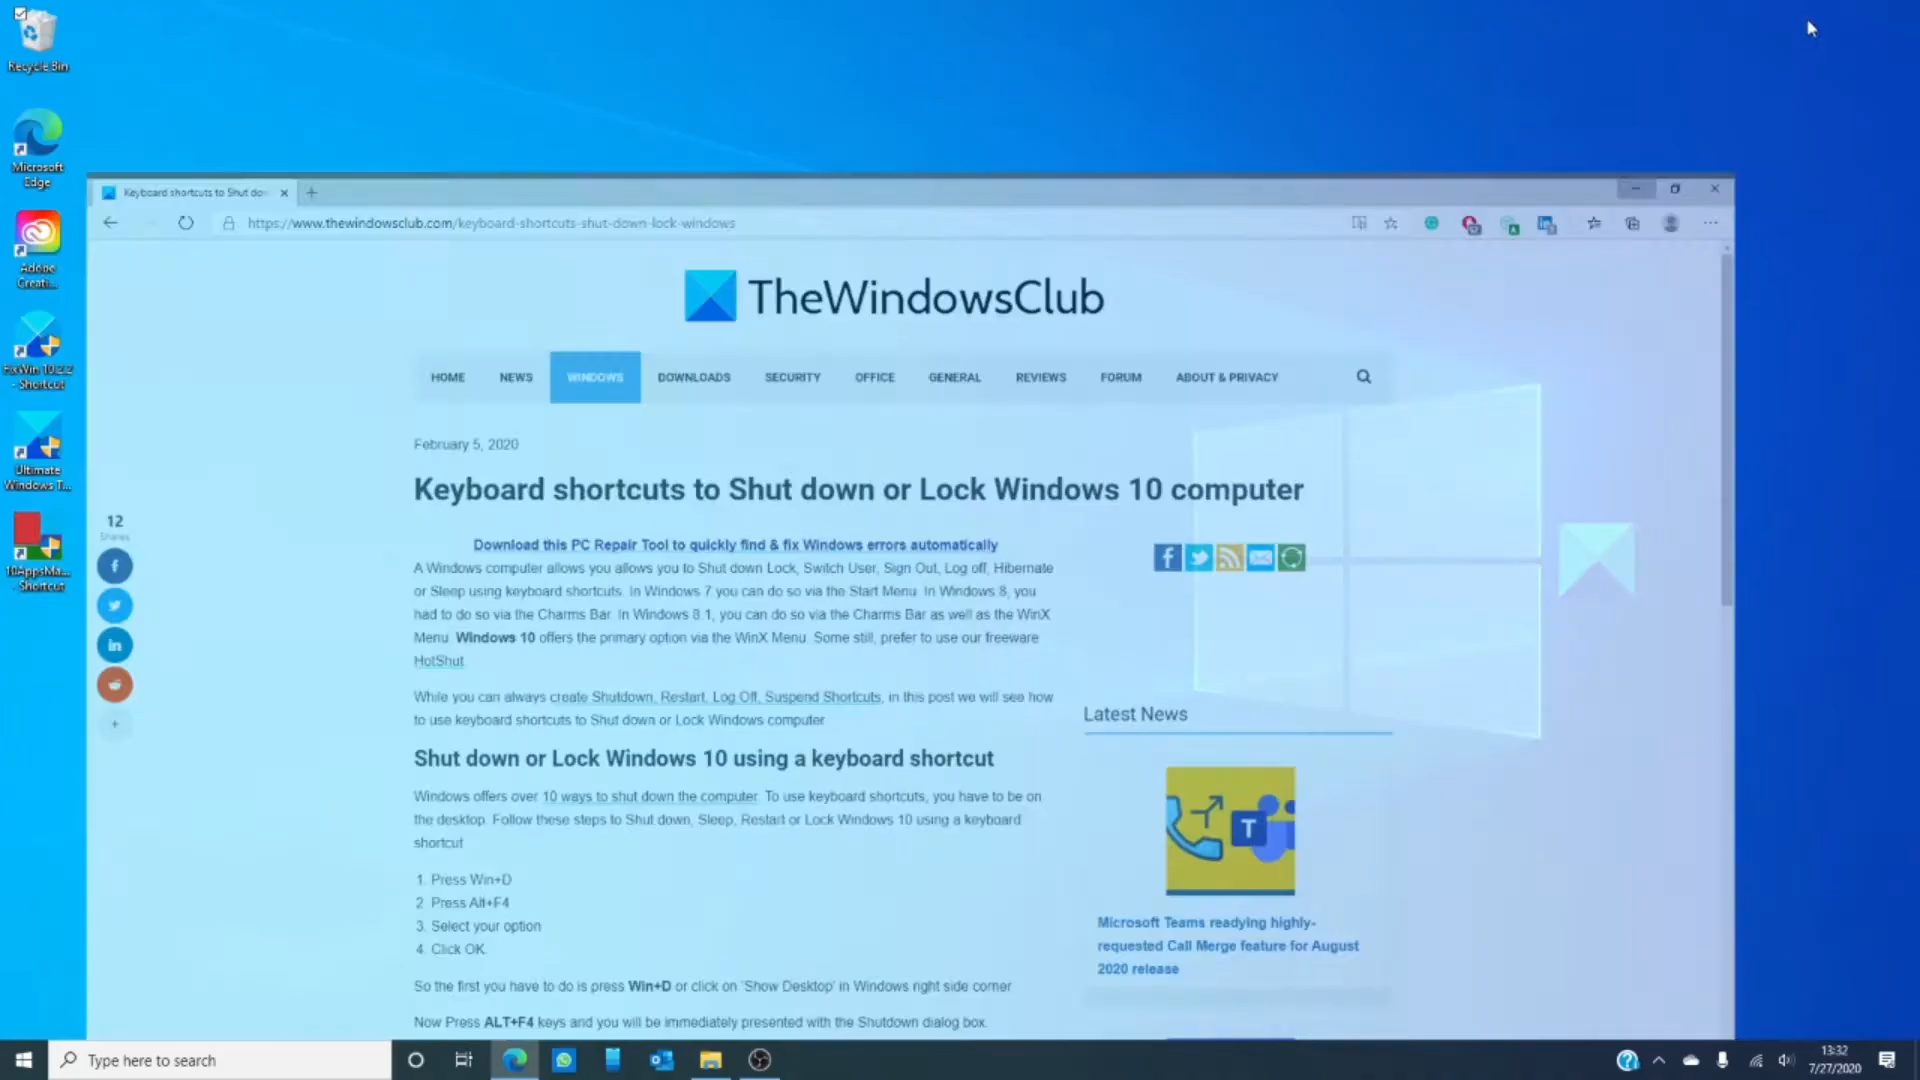 Recycle Bin
Microsoft
Edge
Adobe
Creati...
FixWin 10.2.2
- Shortcut
Ultimate
Windows T...
10AppsMa...
- Shortcut
Keyboard shortcuts to Shut dow
https://www.thewindowsclub.com/keyboard-shortcuts-shut-down-lock-windows
TheWindowsClub
HOME NEWS WINDOWS DOWNLOADS SECURITY OFFICE GENERAL REVIEWS FORUM ABOUT & PRIVACY
February 5, 2020
Keyboard shortcuts to Shut down or Lock Windows 10 computer
12
Shares
Download this PC Repair Tool to quickly find & fix Windows errors automatically
A Windows computer allows you allows you to Shut down Lock, Switch User, Sign Out, Log off, Hibernate
or Sleep using keyboard shortcuts. In Windows 7 you can do so via the Start Menu. In Windows 8, you
had to do so via the Charms Bar. In Windows 8.1, you can do so via the Charms Bar as well as the WinX
Menu. Windows 10 offers the primary option via the WinX Menu. Some still, prefer to use our freeware
HotShut.
While you can always create Shutdown, Restart, Log Off, Suspend Shortcuts, in this post we will see how
to use keyboard shortcuts to Shut down or Lock Windows computer
Shut down or Lock Windows 10 using a keyboard shortcut
Windows offers over 10 ways to shut down the computer. To use keyboard shortcuts, you have to be on
the desktop. Follow these steps to Shut down, Sleep, Restart or Lock Windows 10 using a keyboard
shortcut
1. Press Win+D
2. Press Alt+F4
3. Select your option
4. Click OK.
So the first you have to do is press Win+D or click on 'Show Desktop' in Windows right side corner
Now Press ALT+F4 keys and you will be immediately presented with the Shutdown dialog box.
Latest News
Microsoft Teams readying highly-
requested Call Merge feature for August
2020 release
Type here to search
13:32
7/27/2020